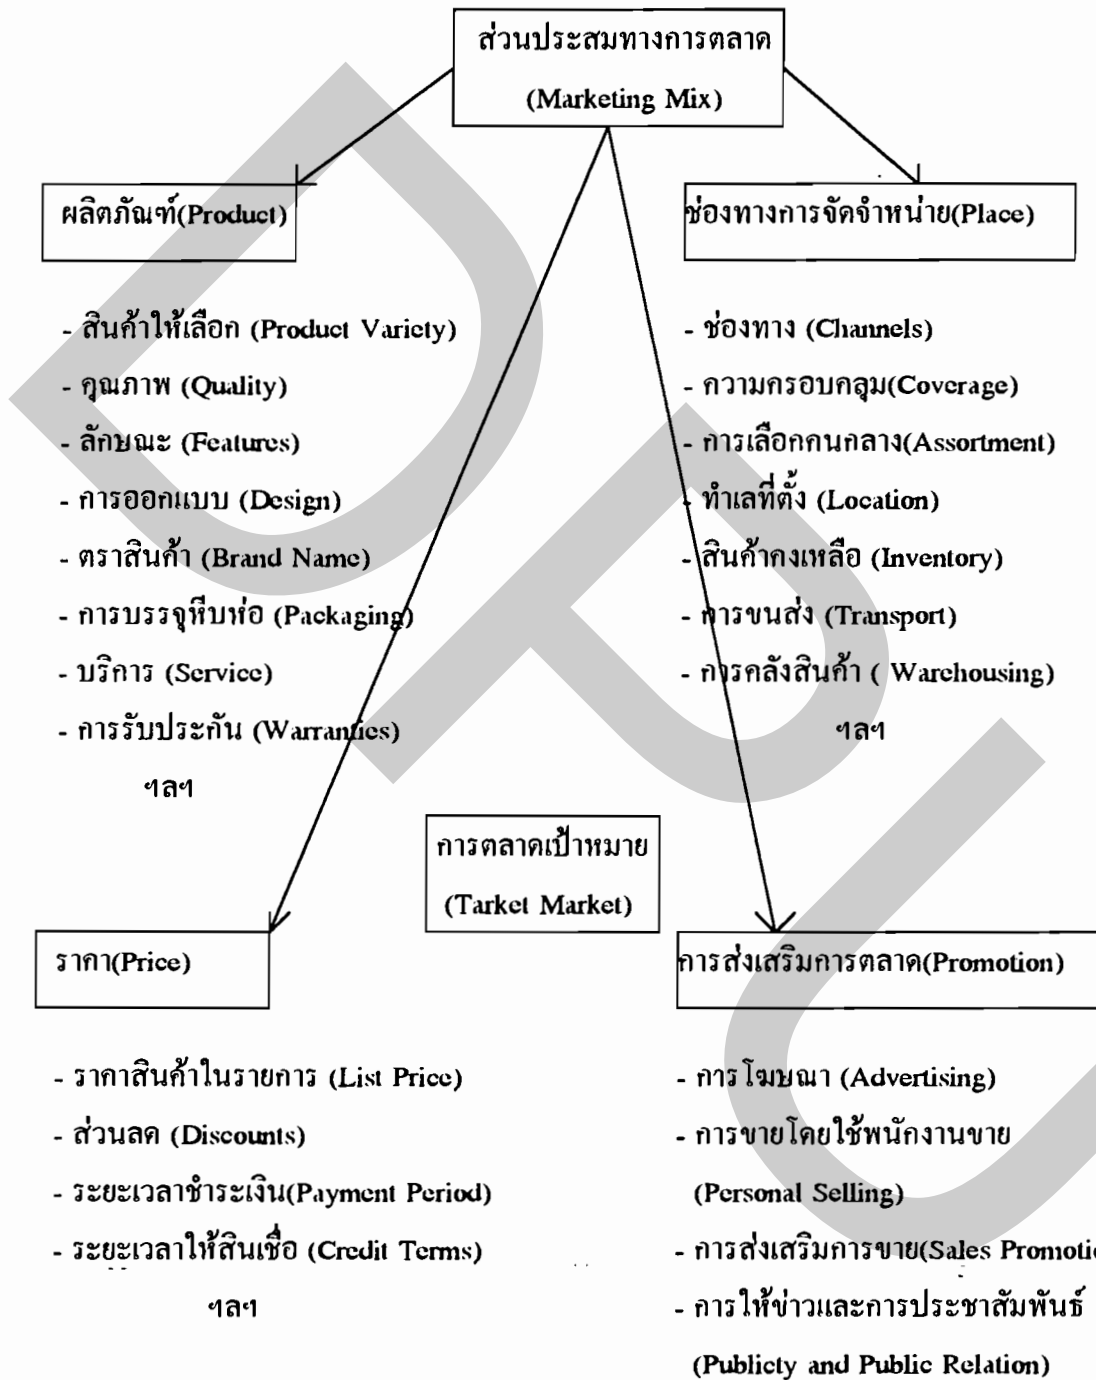 ส่วนประสมทางการตลาด
(Marketing Mix)
ผลิตภัณฑ์(Product)
- สินค้าให้เลือก (Product Variety)
- คุณภาพ (Quality)
- ลักษณะ (Features)
- การออกแบบ (Design)
- ตราสินค้า (Brand Name)
- การบรรจุหีบห่อ (Packaging)
- บริการ (Service)
- การรับประกัน (Warranties)
ฯลฯ
ช่องทางการจัดจำหน่าย(Place)
- ช่องทาง (Channels)
- ความครอบคลุม(Coverage)
- การเลือกคนกลาง(Assortment)
- ทำเลที่ตั้ง (Location)
- สินค้าคงเหลือ (Inventory)
- การขนส่ง (Transport)
- การคลังสินค้า ( Warehousing)
ฯลฯ
การตลาดเป้าหมาย
(Tarket Market)
ราคา(Price)
- ราคาสินค้าในรายการ (List Price)
- ส่วนลด (Discounts)
- ระยะเวลาชำระเงิน(Payment Period)
- ระยะเวลาให้สินเชื่อ (Credit Terms)
ฯลฯ
การส่งเสริมการตลาด(Promotion)
- การโฆษณา (Advertising)
- การขายโดยใช้พนักงานขาย
(Personal Selling)
- การส่งเสริมการขาย(Sales Promotio
- การให้ข่าวและการประชาสัมพันธ์
(Publicty and Public Relation)
DPU